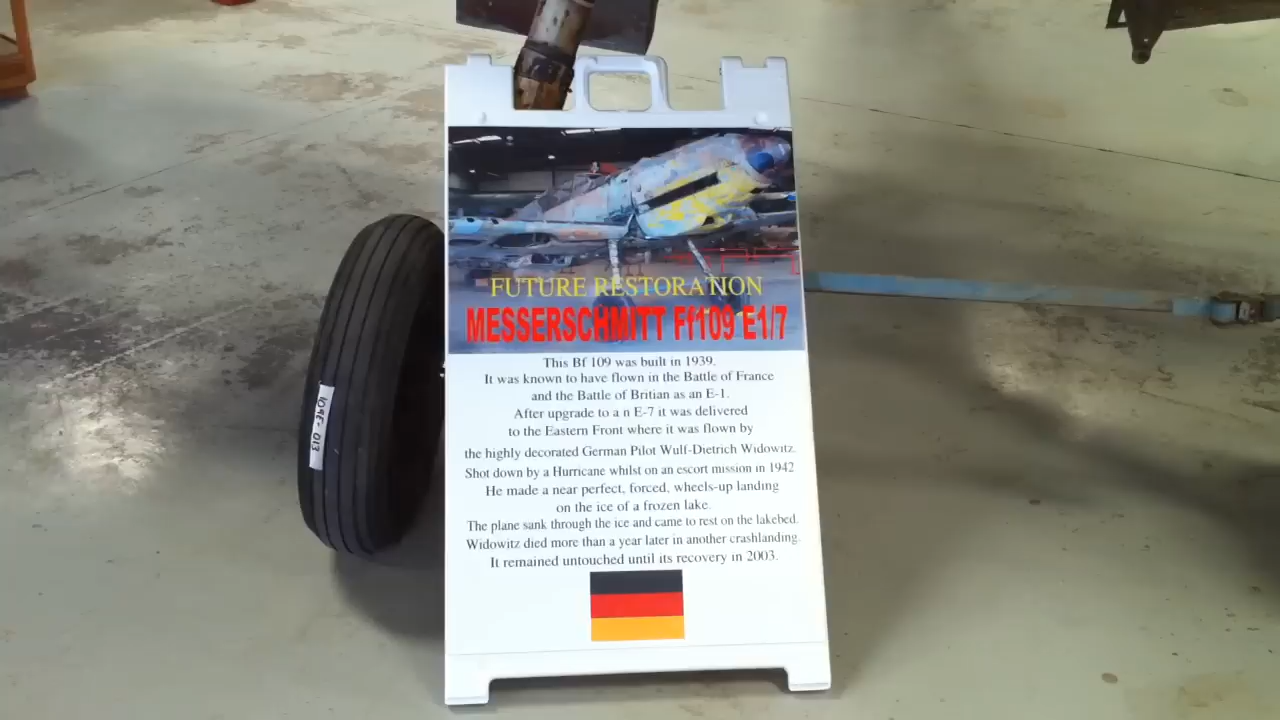 FUTURE RESTORATION
MESSERSCHMITT Ff109 E1/7
This Bf 109 was built in 1939.
It was known to have flown in the Battle of France
and the Battle of Britian as an E-1.
After upgrade to a n E-7 it was delivered
to the Eastern Front where it was flown by
the highly decorated German Pilot Wulf-Dietrich Widowitz.
Shot down by a Hurricane whilst on an escort mission in 1942
He made a near perfect, forced, wheels-up landing
on the ice of a frozen lake.
The plane sank through the ice and came to rest on the lakebed.
Widowitz died more than a year later in another crashlanding.
It remained untouched until its recovery in 2003.
109E-013